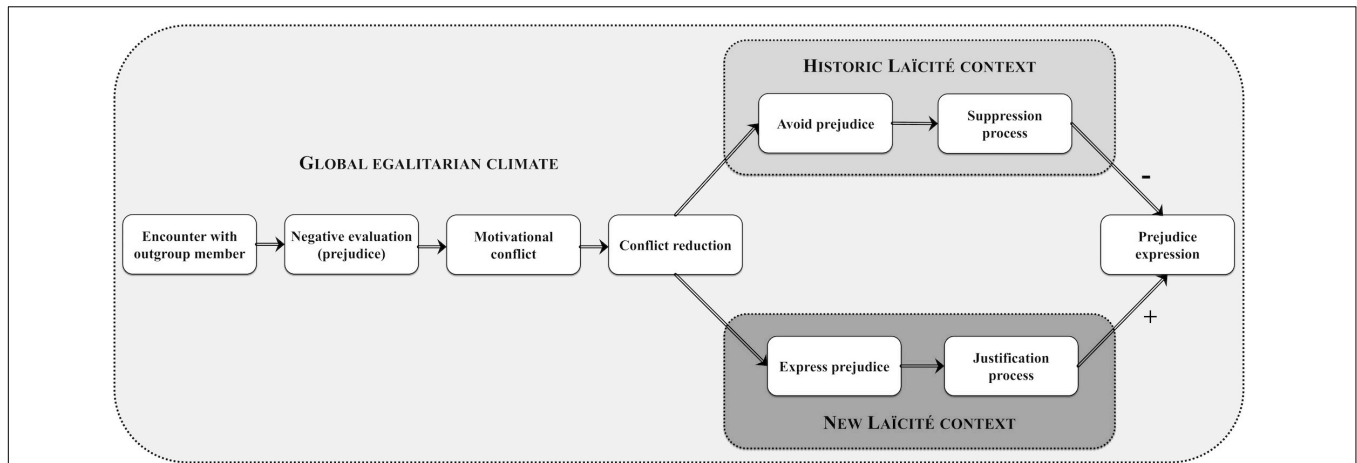 HISTORIC LAÏCITÉ CONTEXT
Avoid prejudice
Suppression
process
GLOBAL EGALITARIAN CLIMATE
-
Encounter with
outgroup member
Negative evaluation
(prejudice)
Motivational
conflict
Conflict reduction
Prejudice
expression
+
Express prejudice
Justification
process
NEW LAÏCITÉ CONTEXT